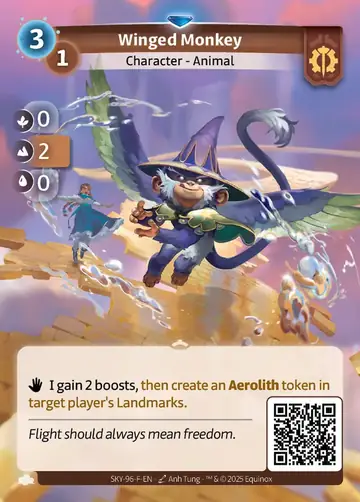 3
1
Winged Monkey
Character - Animal
0
2
0
I gain 2 boosts, then create an Aerolith token in
target player's Landmarks.
Flight should always mean freedom.
SKY-96-F-EN - Anh Tung - ™ & © 2025 Equinox